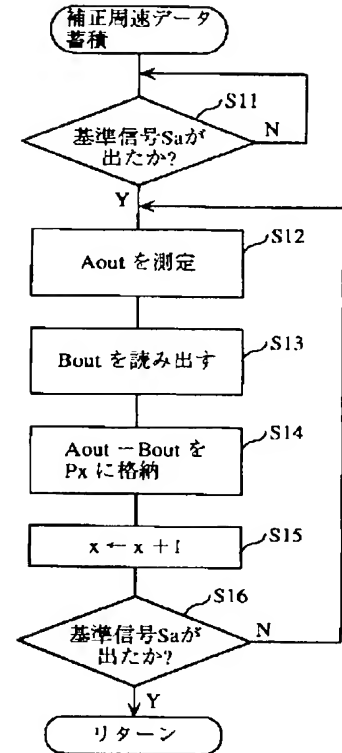 補正周速データ
蓄積
S11
基準信号Saが
出たか?
N
Y
S12
Aout を測定
S13
Bout を読み出す
S14
Aout − Bout を
Px に格納
S15
x ← x + 1
S16
基準信号Saが
出たか?
N
Y
リターン